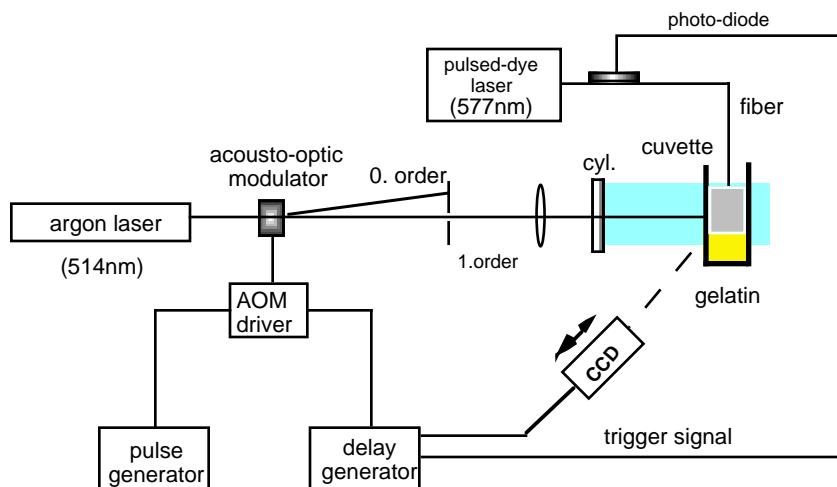 photo-diode
pulsed-dye
laser
(577nm)
fiber
cuvette
acousto-optic
modulator
0. order
cyl.
argon laser
(514nm)
1.order
gelatin
AOM
driver
CCD
pulse
generator
delay
generator
trigger signal